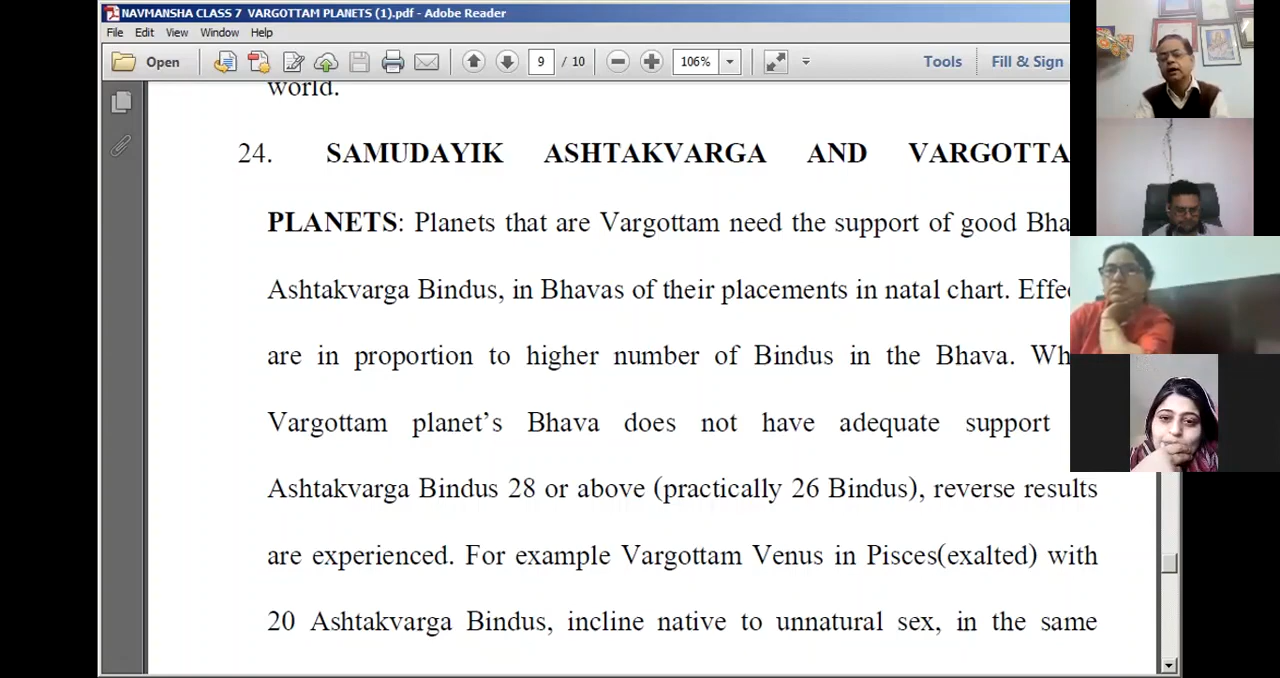 NAVMANSHA CLASS 7 VARGOTTAM PLANETS (1).pdf - Adobe Reader
File Edit View Window Help
Open 9 / 10 106% Tools Fill & Sign
world.
24. SAMUDAYIK ASHTAKVARGA AND VARGOTTA
PLANETS: Planets that are Vargottam need the support of good Bha
Ashtakvarga Bindus, in Bhavas of their placements in natal chart. Effe
are in proportion to higher number of Bindus in the Bhava. Wh
Vargottam planet's Bhava does not have adequate support
Ashtakvarga Bindus 28 or above (practically 26 Bindus), reverse results
are experienced. For example Vargottam Venus in Pisces(exalted) with
20 Ashtakvarga Bindus, incline native to unnatural sex, in the same